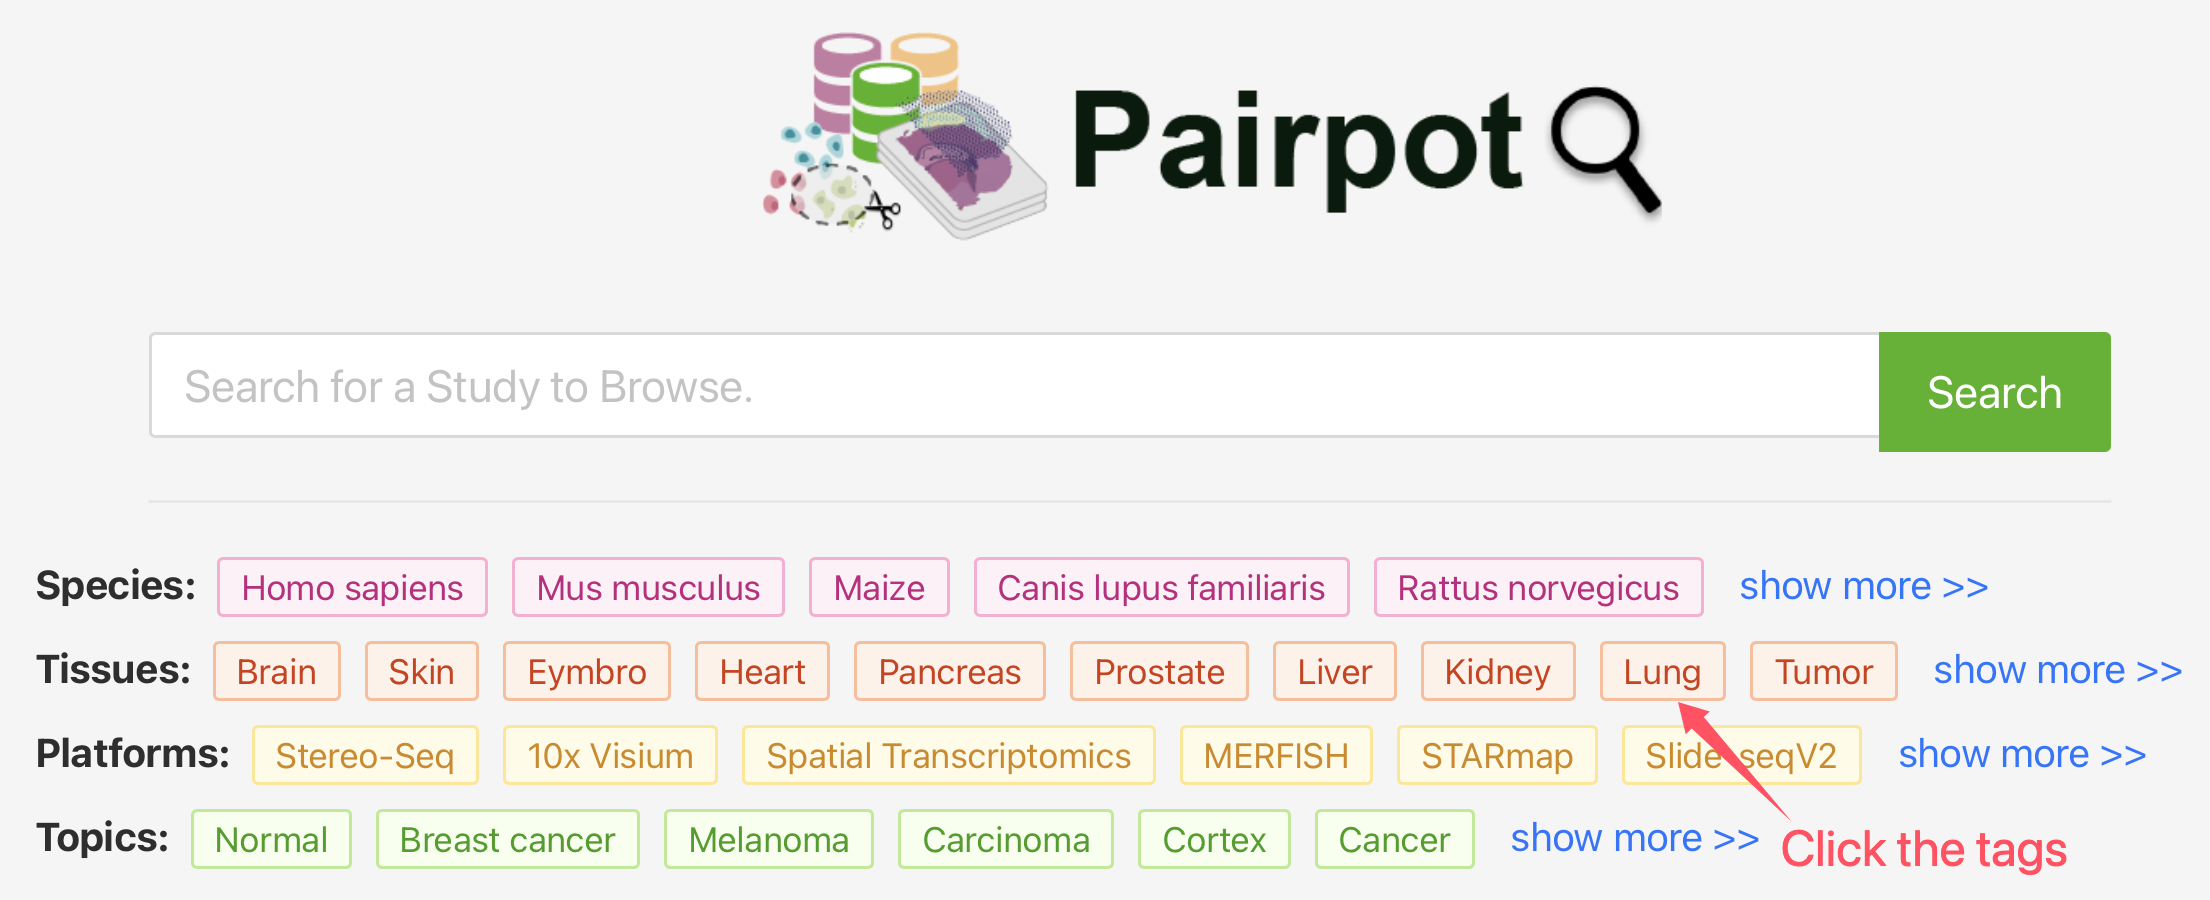 Pairpot
Search for a Study to Browse.
Search
Species: Homo sapiens Mus musculus Maize Canis lupus familiaris Rattus norvegicus show more >>
Tissues: Brain Skin Eymbro Heart Pancreas Prostate Liver Kidney Lung Tumor show more >>
Platforms: Stereo-Seq 10x Visium Spatial Transcriptomics MERFISH STARmap Slide-seqV2 show more >>
Topics: Normal Breast cancer Melanoma Carcinoma Cortex Cancer show more >>
Click the tags